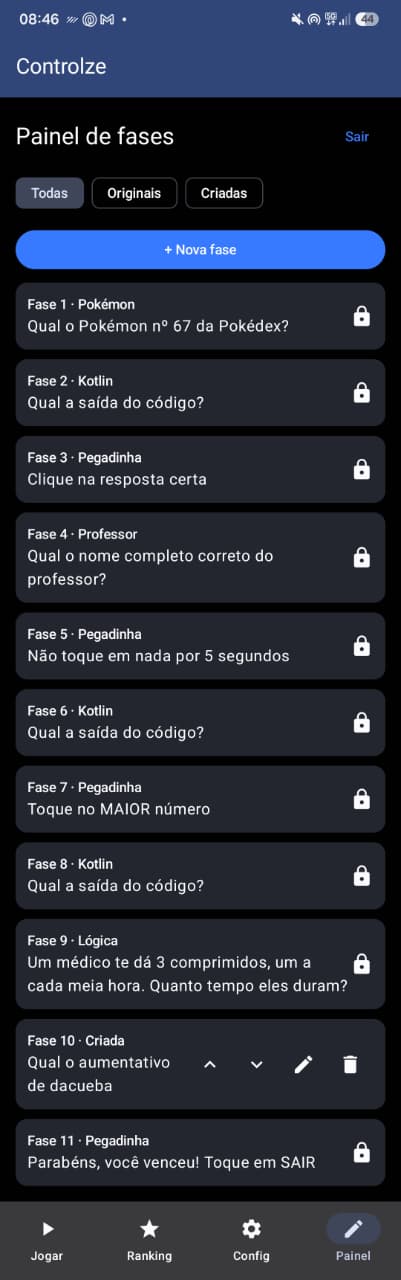 08:46
44
Controlze
Painel de fases
Sair
Todas
Originais
Criadas
+ Nova fase
Fase 1 · Pokémon
Qual o Pokémon nº 67 da Pokédex?
Fase 2 · Kotlin
Qual a saída do código?
Fase 3 · Pegadinha
Clique na resposta certa
Fase 4 · Professor
Qual o nome completo correto do
professor?
Fase 5 · Pegadinha
Não toque em nada por 5 segundos
Fase 6 · Kotlin
Qual a saída do código?
Fase 7 · Pegadinha
Toque no MAIOR número
Fase 8 · Kotlin
Qual a saída do código?
Fase 9 · Lógica
Um médico te dá 3 comprimidos, um a
cada meia hora. Quanto tempo eles duram?
Fase 10 · Criada
Qual o aumentativo
de dacueba
Fase 11 · Pegadinha
Parabéns, você venceu! Toque em SAIR
Jogar
Ranking
Config
Painel